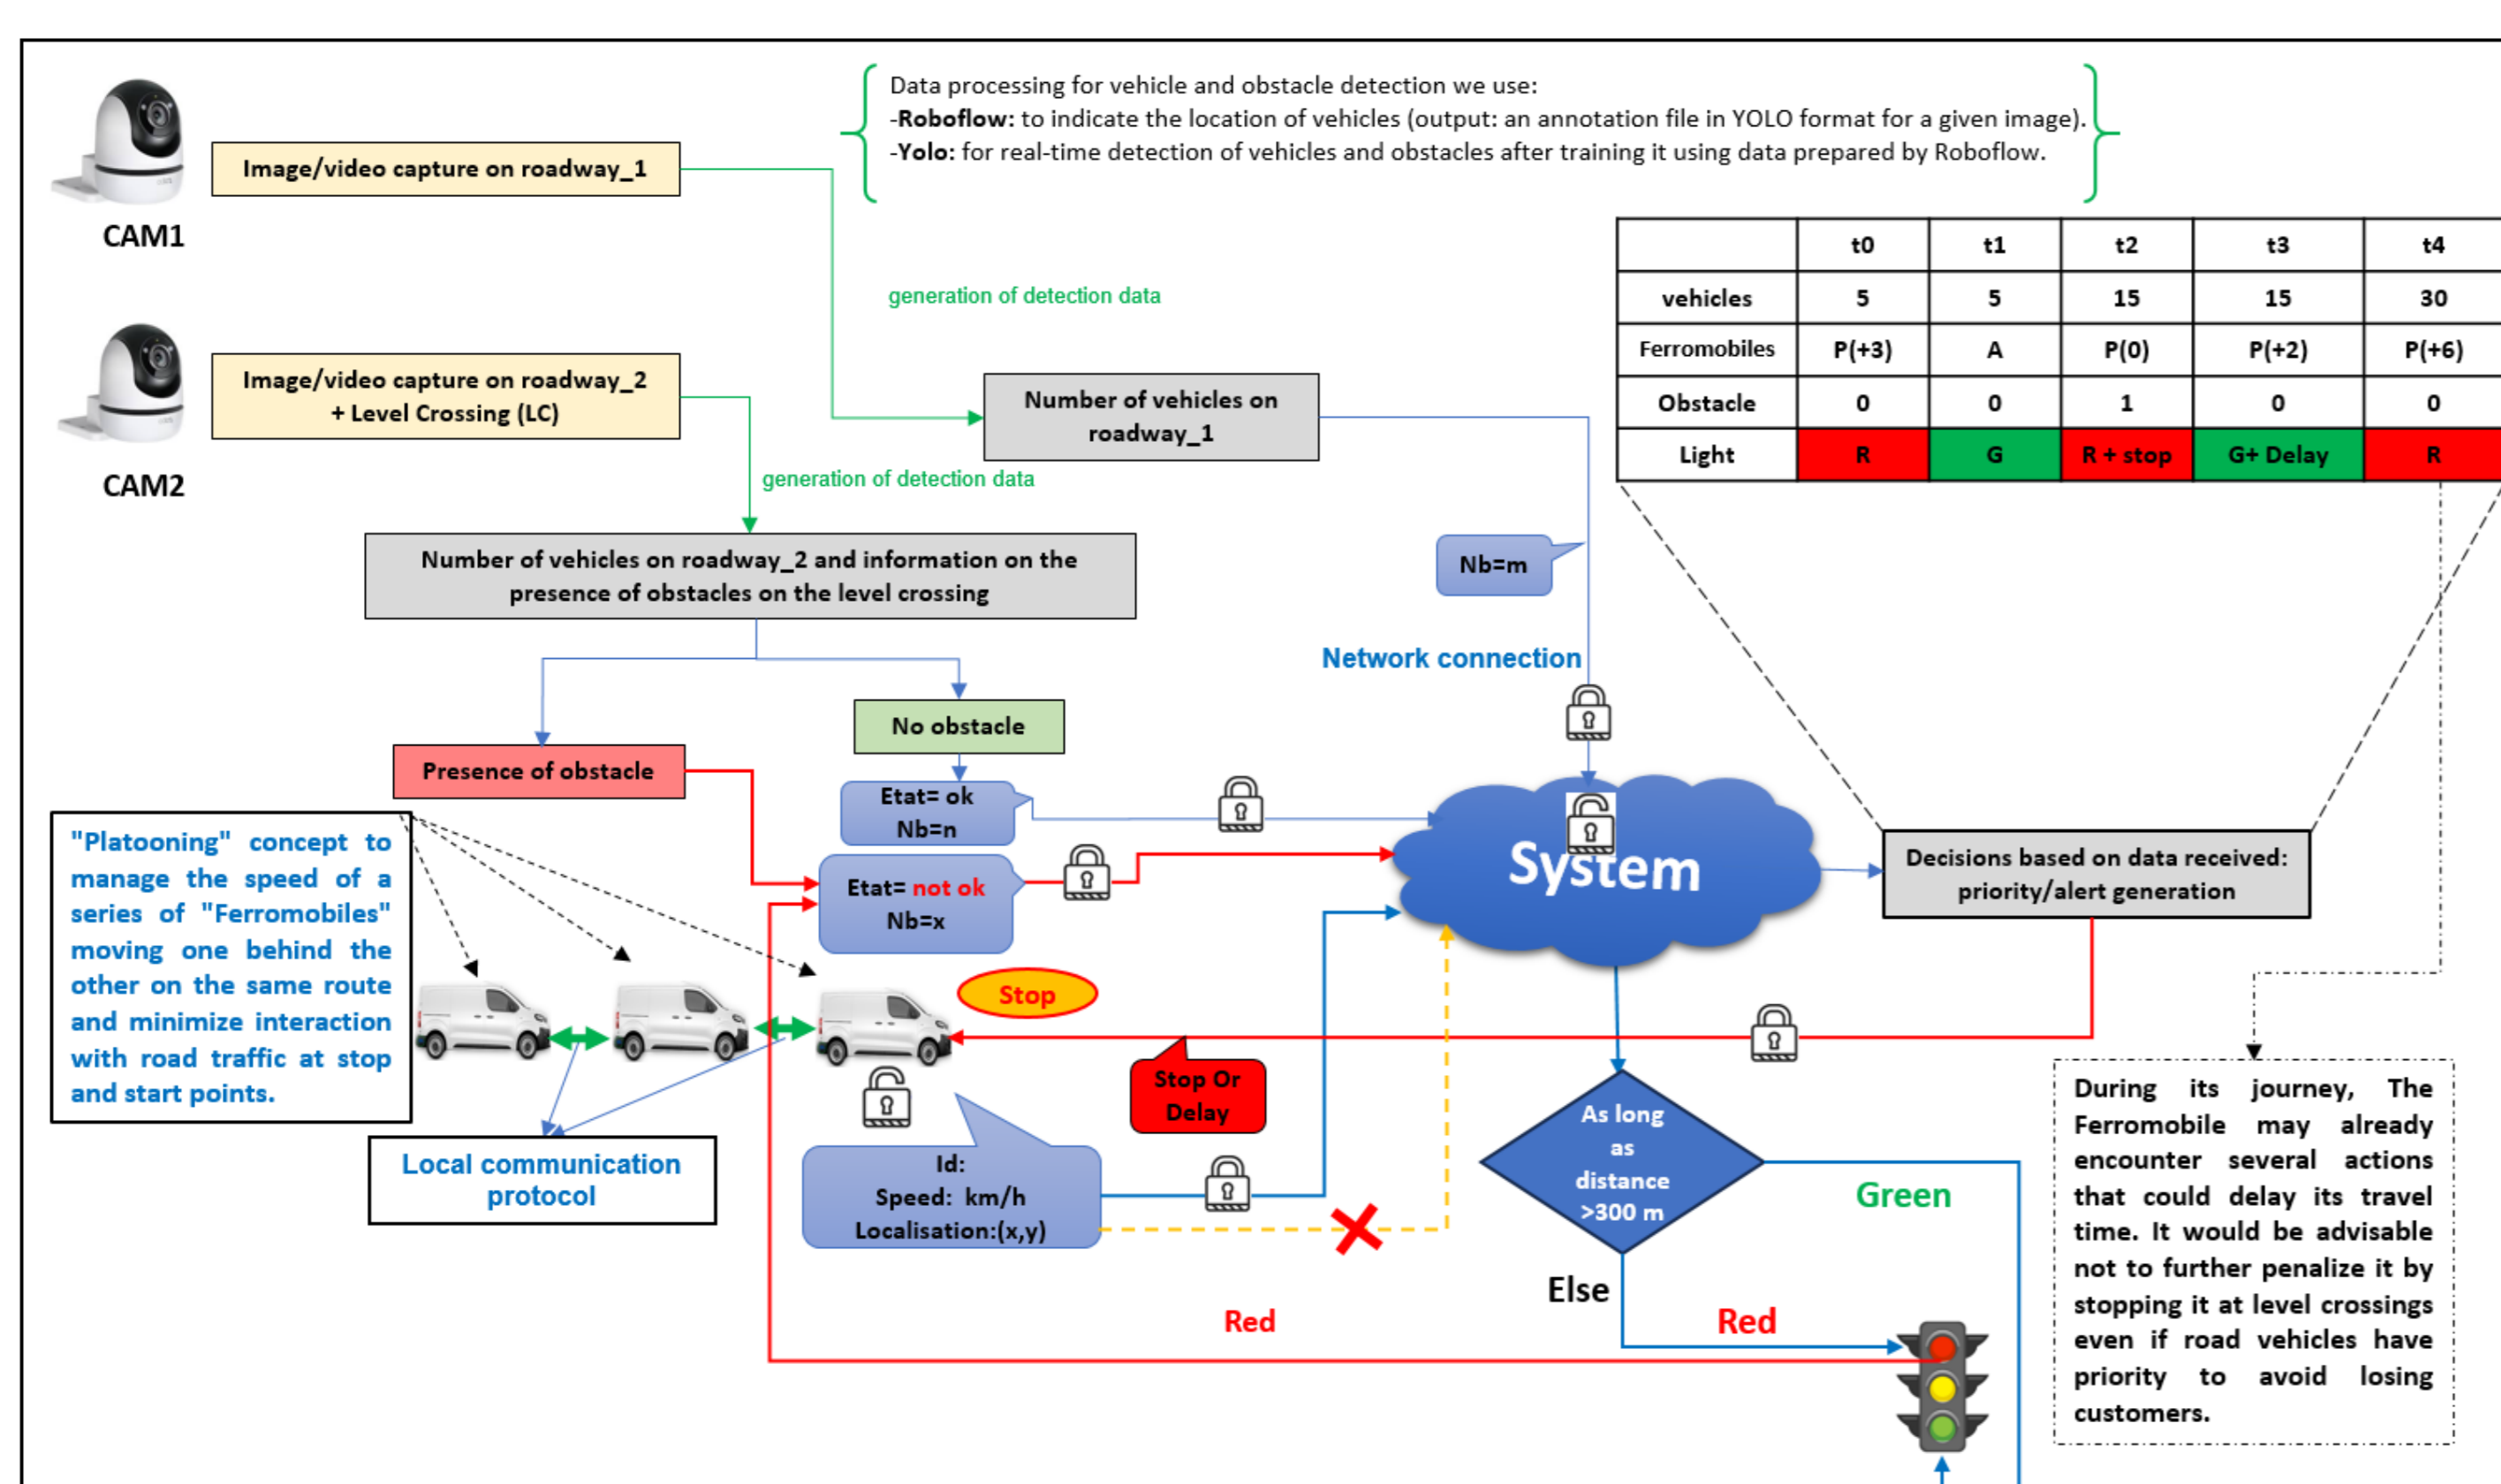 Data processing for vehicle and obstacle detection we use:
-Roboflow: to indicate the location of vehicles (output: an annotation file in YOLO format for a given image).
-Yolo: for real-time detection of vehicles and obstacles after training it using data prepared by Roboflow.
Image/video capture on roadway_1
CAM1
generation of detection data
t0 t1 t2 t3 t4
vehicles 5 5 15 15 30
Ferromobiles P(+3) A P(0) P(+2) P(+6)
Obstacle 0 0 1 0 0
Light R G R + stop G+ Delay R
Image/video capture on roadway_2
+ Level Crossing (LC)
CAM2
Number of vehicles on
roadway_1
generation of detection data
Number of vehicles on roadway_2 and information on the
presence of obstacles on the level crossing
Nb=m
Network connection
No obstacle
Presence of obstacle
Etat= ok
Nb=n
Etat= not ok
Nb=x
System
Decisions based on data received:
priority/alert generation
"Platooning" concept to
manage the speed of a
series of "Ferromobiles"
moving one behind the
other on the same route
and minimize interaction
with road traffic at stop
and start points.
Stop
Stop Or
Delay
Local communication
protocol
Id:
Speed: km/h
Localisation:(x,y)
As long
as
distance
>300 m
Green
Else
Red
Red
During its journey, The
Ferromobile may already
encounter several actions
that could delay its travel
time. It would be advisable
not to further penalize it by
stopping it at level crossings
even if road vehicles have
priority to avoid losing
customers.